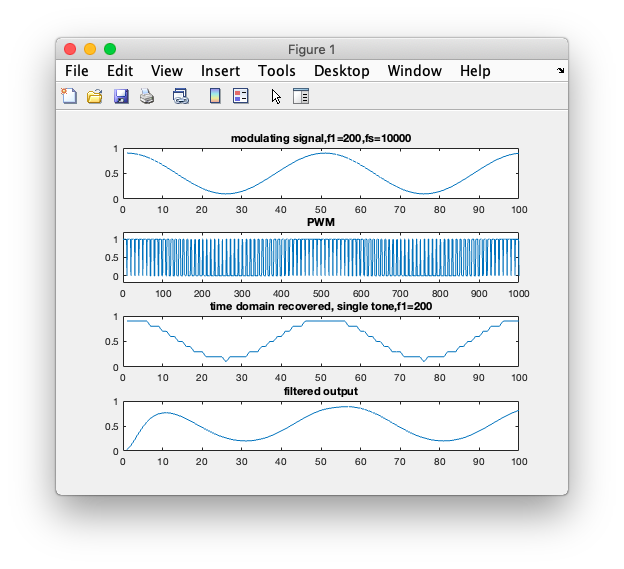 Figure 1
File Edit View Insert Tools Desktop Window Help
modulating signal,f1=200,fs=10000
1
0.5
0
0 10 20 30 40 50 60 70 80 90 100
PWM
1
0.5
0
0 100 200 300 400 500 600 700 800 900 1000
time domain recovered, single tone,f1=200
1
0.5
0
0 10 20 30 40 50 60 70 80 90 100
filtered output
1
0.5
0
0 10 20 30 40 50 60 70 80 90 100